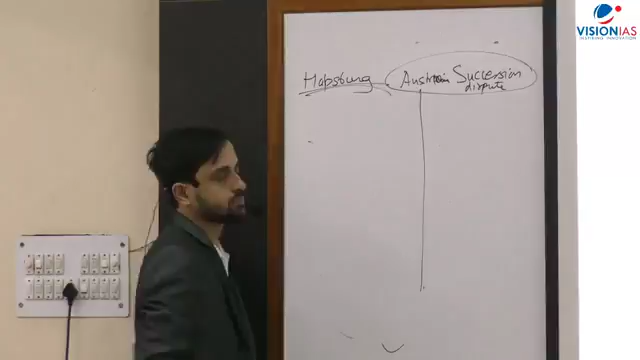 VISIONIAS
INSPIRING INNOVATION
Habsburg Austrian Succession
dispute